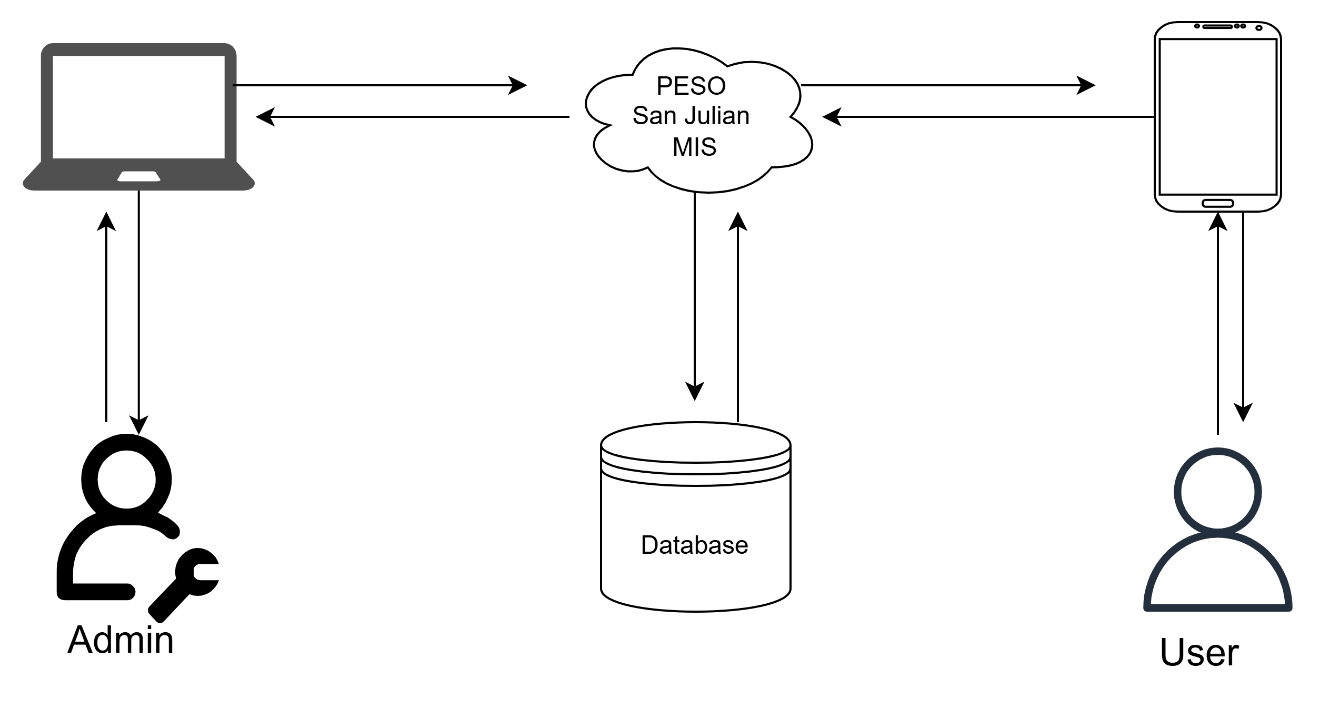 PESO
San Julian
MIS
Database
Admin
User